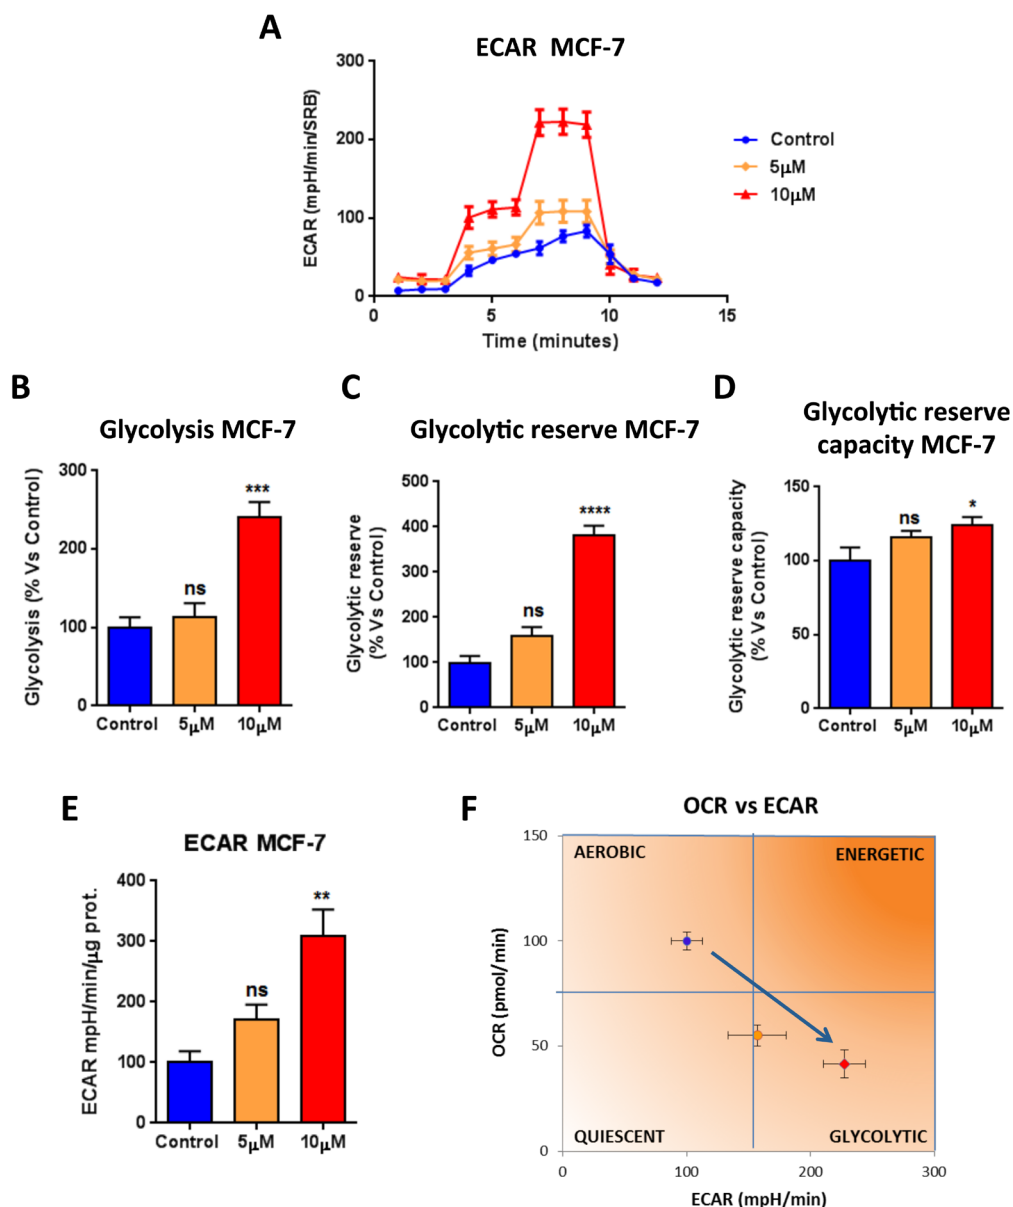 A
ECAR MCF-7
ECAR (mpH/min/SRB)
300
200
100
0
0
5
10
15
Time (minutes)
Control
5µM
10µM
B
Glycolysis MCF-7
Glycolysis (% Vs Control)
300
200
100
0
ns
***
Control
5µM
10µM
C
Glycolytic reserve MCF-7
Glycolytic reserve
(% Vs Control)
500
400
300
200
100
0
ns
****
Control
5µM
10µM
D
Glycolytic reserve
capacity MCF-7
Glycolytic reserve capacity
(% Vs Control)
150
100
50
0
ns
*
Control
5µM
10µM
E
ECAR MCF-7
ECAR mpH/min/µg prot.
400
300
200
100
0
ns
**
Control
5µM
10µM
F
OCR vs ECAR
OCR (pmol/min)
150
100
50
0
AEROBIC
ENERGETIC
QUIESCENT
GLYCOLYTIC
0
100
200
300
ECAR (mpH/min)